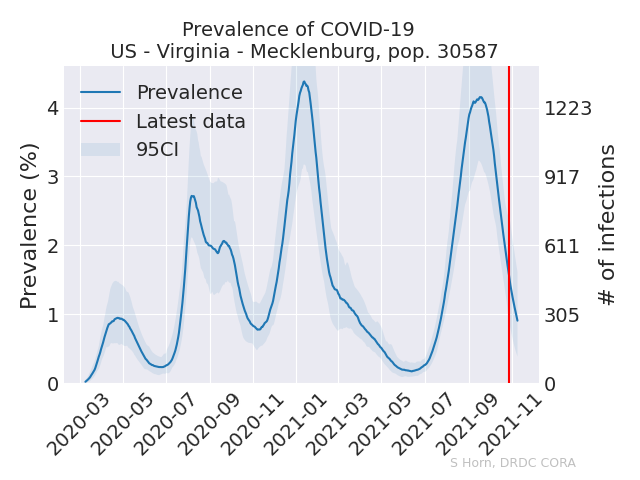 Prevalence of COVID-19
US - Virginia - Mecklenburg, pop. 30587
Prevalence
Latest data
95CI
Prevalence (%)
4
3
2
1
0
# of infections
1223
917
611
305
0
2020-03
2020-05
2020-07
2020-09
2020-11
2021-01
2021-03
2021-05
2021-07
2021-09
2021-11
S Horn, DRDC CORA